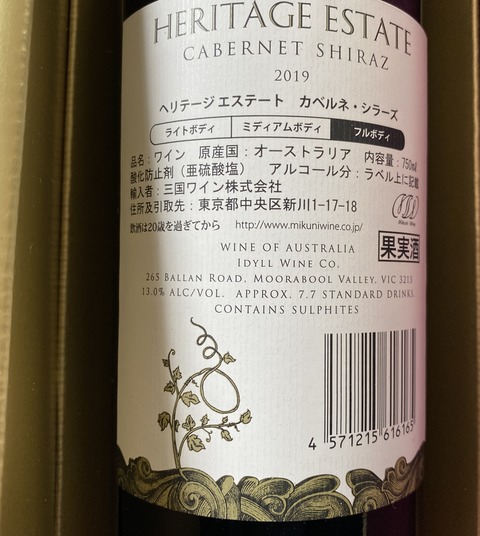 HERITAGE ESTATE
CABERNET SHIRAZ
2019
ヘリテージ エステート カベルネ・シラーズ
ライトボディ ミディアムボディ フルボディ
品名：ワイン 原産国：オーストラリア 内容量：750ml
酸化防止剤（亜硫酸塩） アルコール分：ラベル上に記載
輸入者：三国ワイン株式会社
住所及引取先：東京都中央区新川1-17-18
飲酒は20歳を過ぎてから http://www.mikuniwine.co.jp/
Mikuni Wine
果実酒
WINE OF AUSTRALIA
IDYLL WINE CO.
265 BALLAN ROAD, MOORABOOL VALLEY, VIC 3213
13.0% ALC/VOL. APPROX. 7.7 STANDARD DRINKS
CONTAINS SULPHITES
4 571215 616165